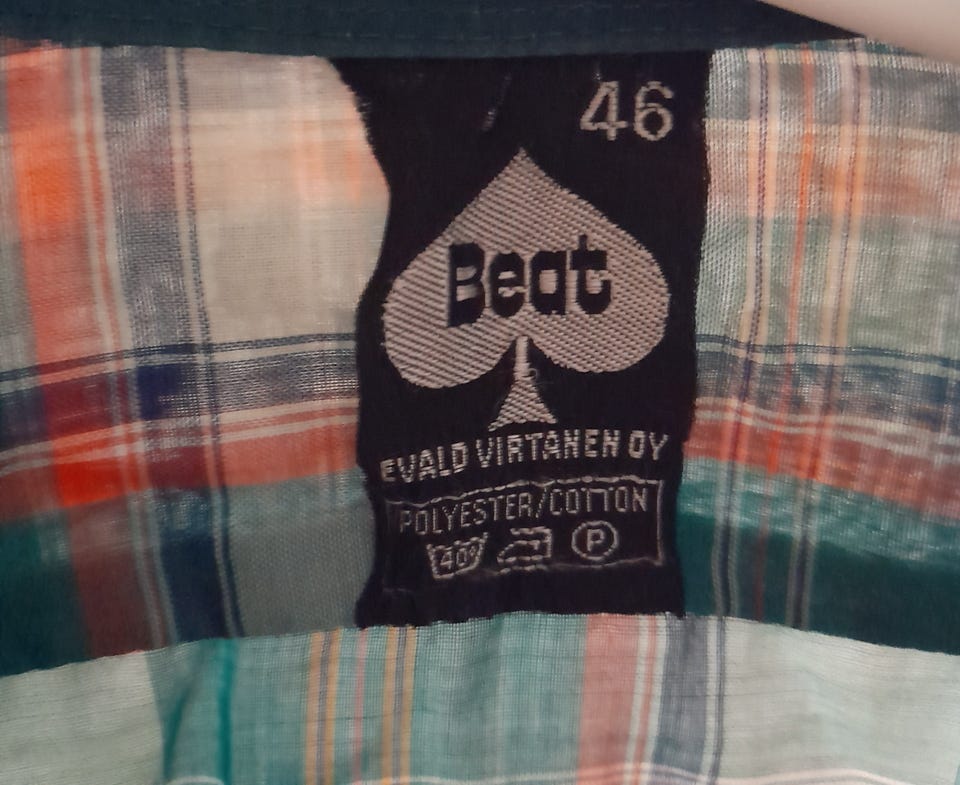 46
Beat
EVALD VIRTANEN OY
POLYESTER/COTTON
40° P